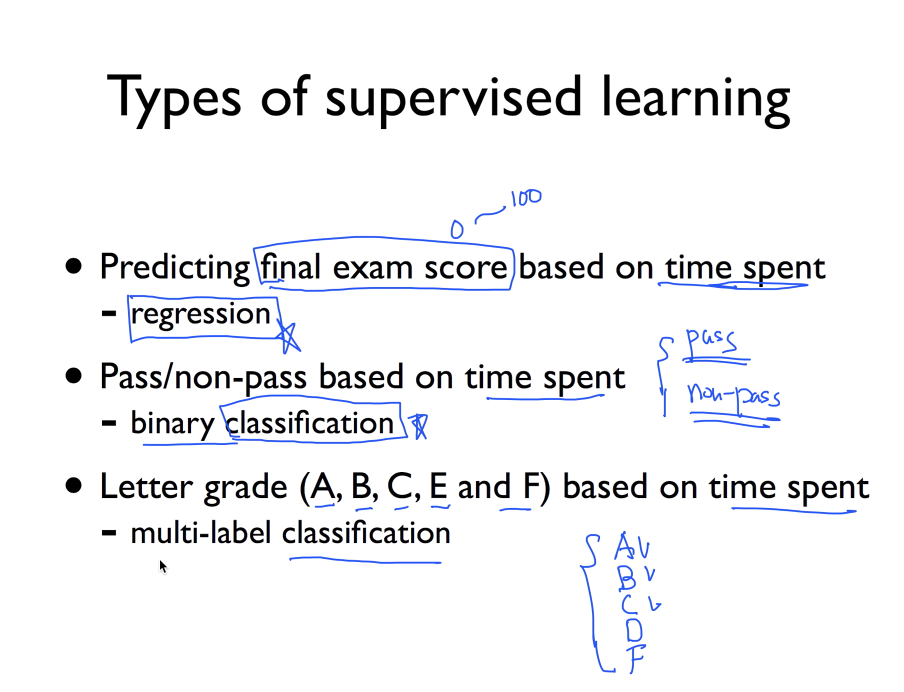 Types of supervised learning
0 100
• Predicting final exam score based on time spent
- regression
• Pass/non-pass based on time spent
pass
non-pass
- binary classification
• Letter grade (A, B, C, E and F) based on time spent
- multi-label classification
A
B
C
D
F